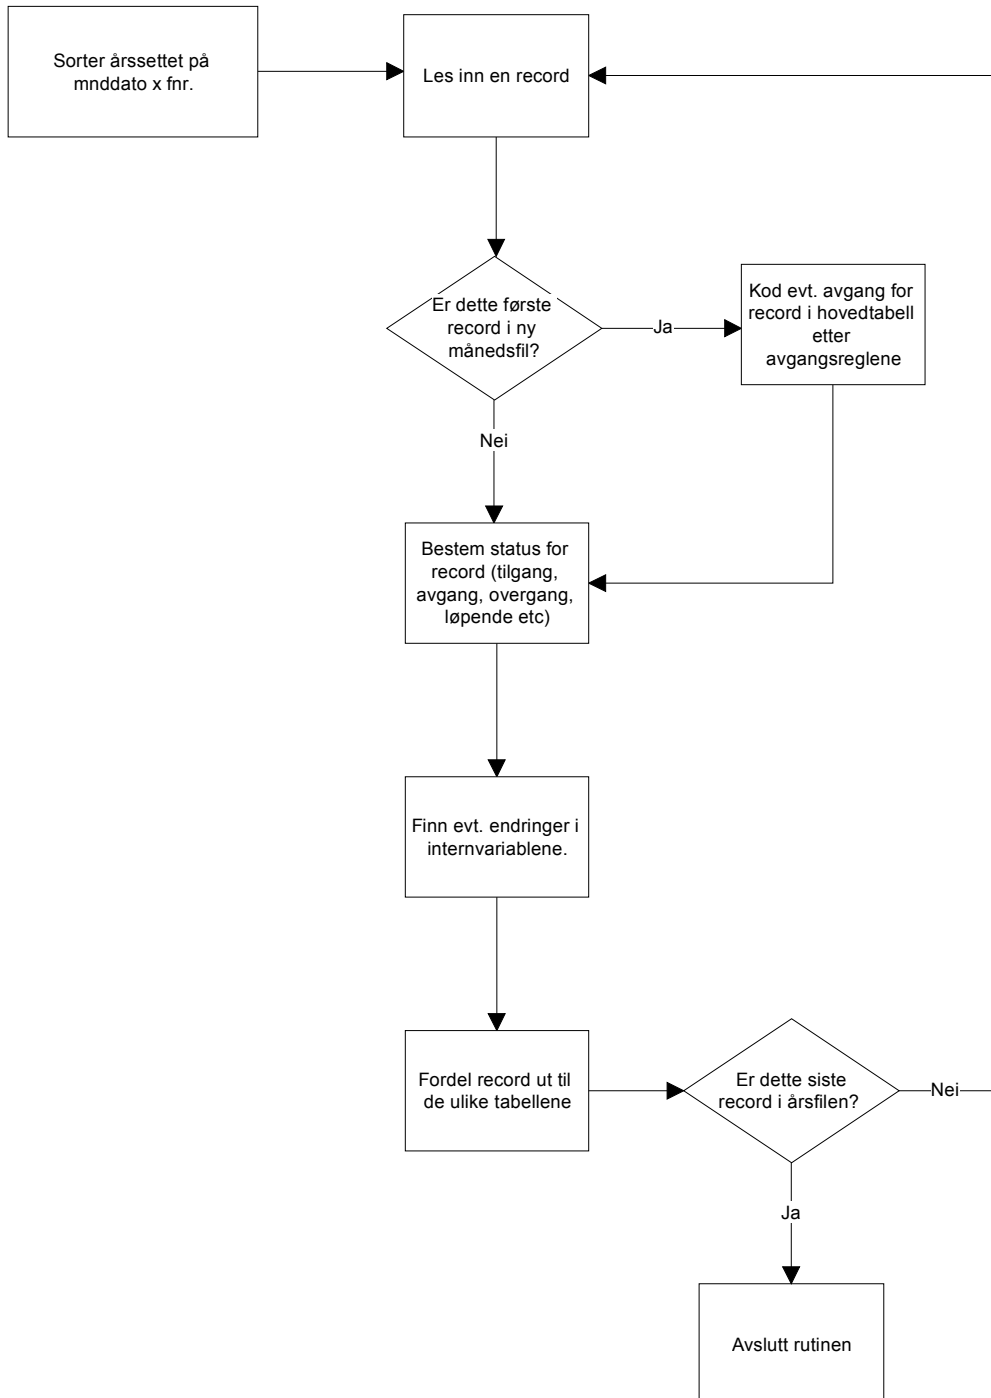 Sorter årssettet på
mnddato x fnr.
Les inn en record
Er dette første
record i ny
månedsfil?
Ja
Kod evt. avgang for
record i hovedtabell
etter
avgangsreglene
Nei
Bestem status for
record (tilgang,
avgang, overgang,
løpende etc)
Finn evt. endringer i
internvariablene.
Fordel record ut til
de ulike tabellene
Er dette siste
record i årsfilen?
Nei
Ja
Avslutt rutinen